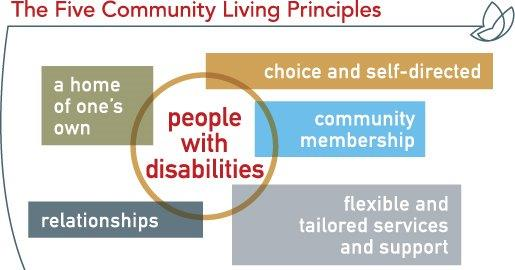 The Five Community Living Principles
a home
of one's
own
choice and self-directed
people
with
disabilities
community
membership
relationships
flexible and
tailored services
and support